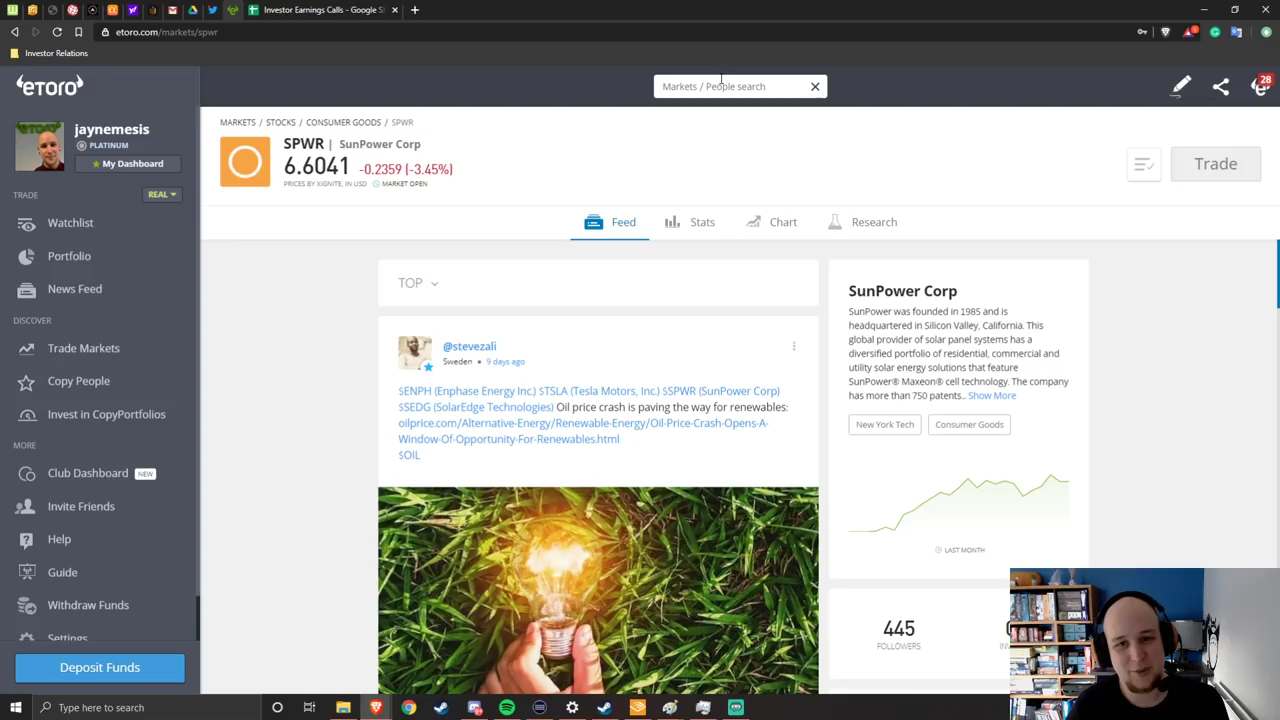 Investor Earnings Calls - Google S
etoro.com/markets/spwr
Investor Relations
eToro
Markets / People search
28
jaynemesis
PLATINUM
My Dashboard
TRADE
REAL
Watchlist
Portfolio
News Feed
DISCOVER
Trade Markets
Copy People
Invest in CopyPortfolios
MORE
Club Dashboard NEW
Invite Friends
Help
Guide
Withdraw Funds
Settings
Deposit Funds
MARKETS / STOCKS / CONSUMER GOODS / SPWR
SPWR | SunPower Corp
6.6041 -0.2359 (-3.45%)
PRICES BY XIGNITE, IN USD MARKET OPEN
Trade
Feed
Stats
Chart
Research
TOP
@stevezali
Sweden • 9 days ago
$ENPH (Enphase Energy Inc.) $TSLA (Tesla Motors, Inc.) $SPWR (SunPower Corp)
$SEDG (SolarEdge Technologies) Oil price crash is paving the way for renewables:
oilprice.com/Alternative-Energy/Renewable-Energy/Oil-Price-Crash-Opens-A-
Window-Of-Opportunity-For-Renewables.html
$OIL
SunPower Corp
SunPower was founded in 1985 and is
headquartered in Silicon Valley, California. This
global provider of solar panel systems has a
diversified portfolio of residential, commercial and
utility solar energy solutions that feature
SunPower® Maxeon® cell technology. The company
has more than 750 patents.. Show More
New York Tech
Consumer Goods
LAST MONTH
445
FOLLOWERS
Type here to search